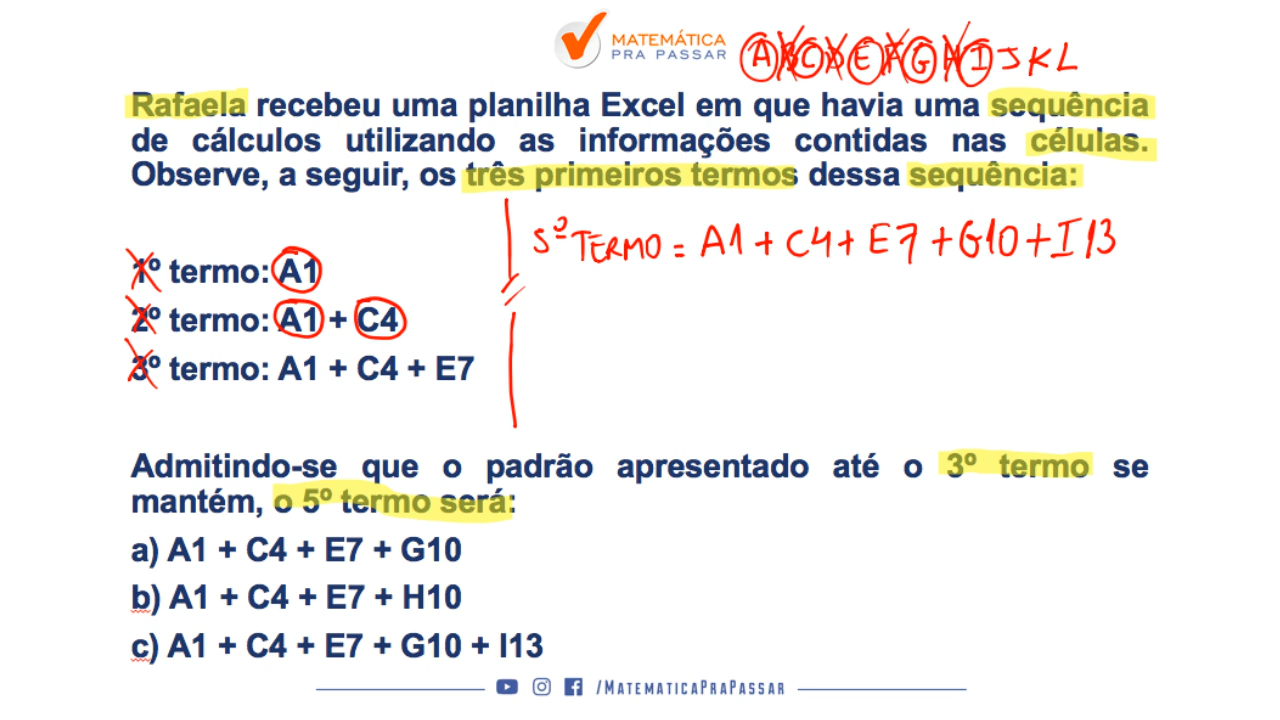 MATEMÁTICA
PRA PASSAR
A B C D E F G H I J K L
Rafaela recebeu uma planilha Excel em que havia uma sequência
de cálculos utilizando as informações contidas nas células.
Observe, a seguir, os três primeiros termos dessa sequência:
5º TERMO = A1 + C4 + E7 + G10 + I13
1º termo: A1
2º termo: A1 + C4
3º termo: A1 + C4 + E7
Admitindo-se que o padrão apresentado até o 3º termo se
mantém, o 5º termo será:
a) A1 + C4 + E7 + G10
b) A1 + C4 + E7 + H10
c) A1 + C4 + E7 + G10 + I13
/MATEMATICAPRAPASSAR